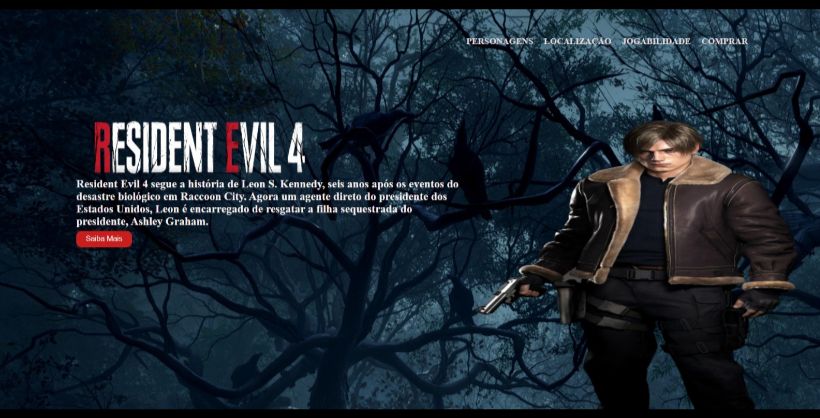 PERSONAGENS LOCALIZAÇÃO JOGABILIDADE COMPRAR
RESIDENT EVIL 4
Resident Evil 4 segue a história de Leon S. Kennedy, seis anos após os eventos do
desastre biológico em Raccoon City. Agora um agente direto do presidente dos
Estados Unidos, Leon é encarregado de resgatar a filha sequestrada do
presidente, Ashley Graham.
Saiba Mais